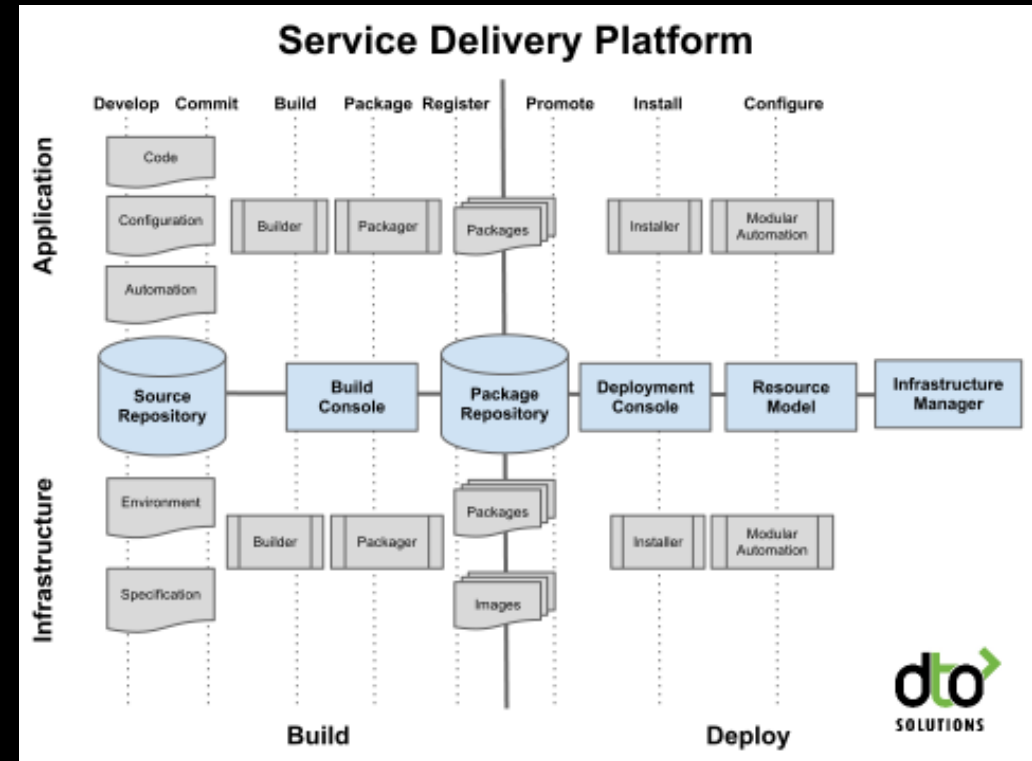 Service Delivery Platform
Develop Commit Build Package Register Promote Install Configure
Application
Code
Configuration
Builder
Packager
Packages
Installer
Modular
Automation
Automation
Source
Repository
Build
Console
Package
Repository
Deployment
Console
Resource
Model
Infrastructure
Manager
Infrastructure
Environment
Packages
Builder
Packager
Installer
Modular
Automation
Specification
Images
Build
Deploy
dto
SOLUTIONS